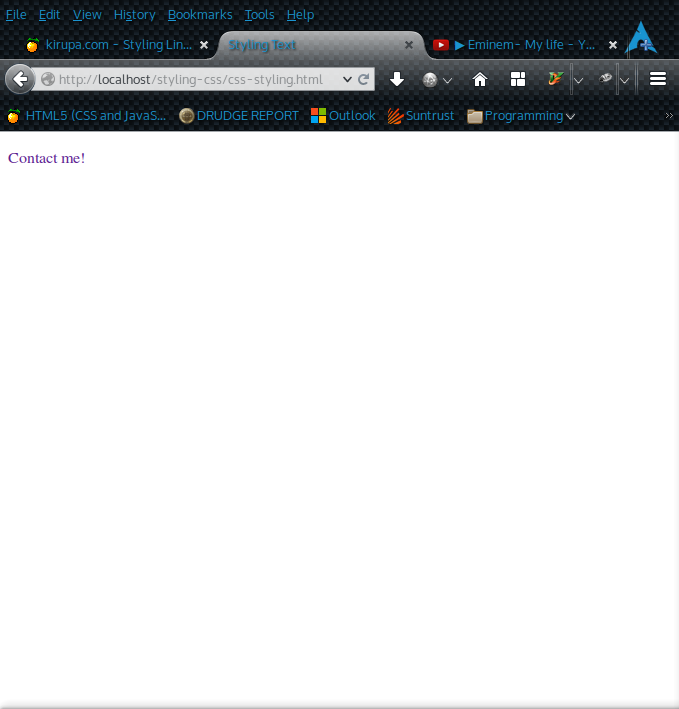 File Edit View History Bookmarks Tools Help
kirupa.com - Styling Lin... Styling Text ▶ Eminem- My life - Y...
http://localhost/styling-css/css-styling.html
HTML5 (CSS and JavaS... DRUDGE REPORT Outlook Suntrust Programming
Contact me!